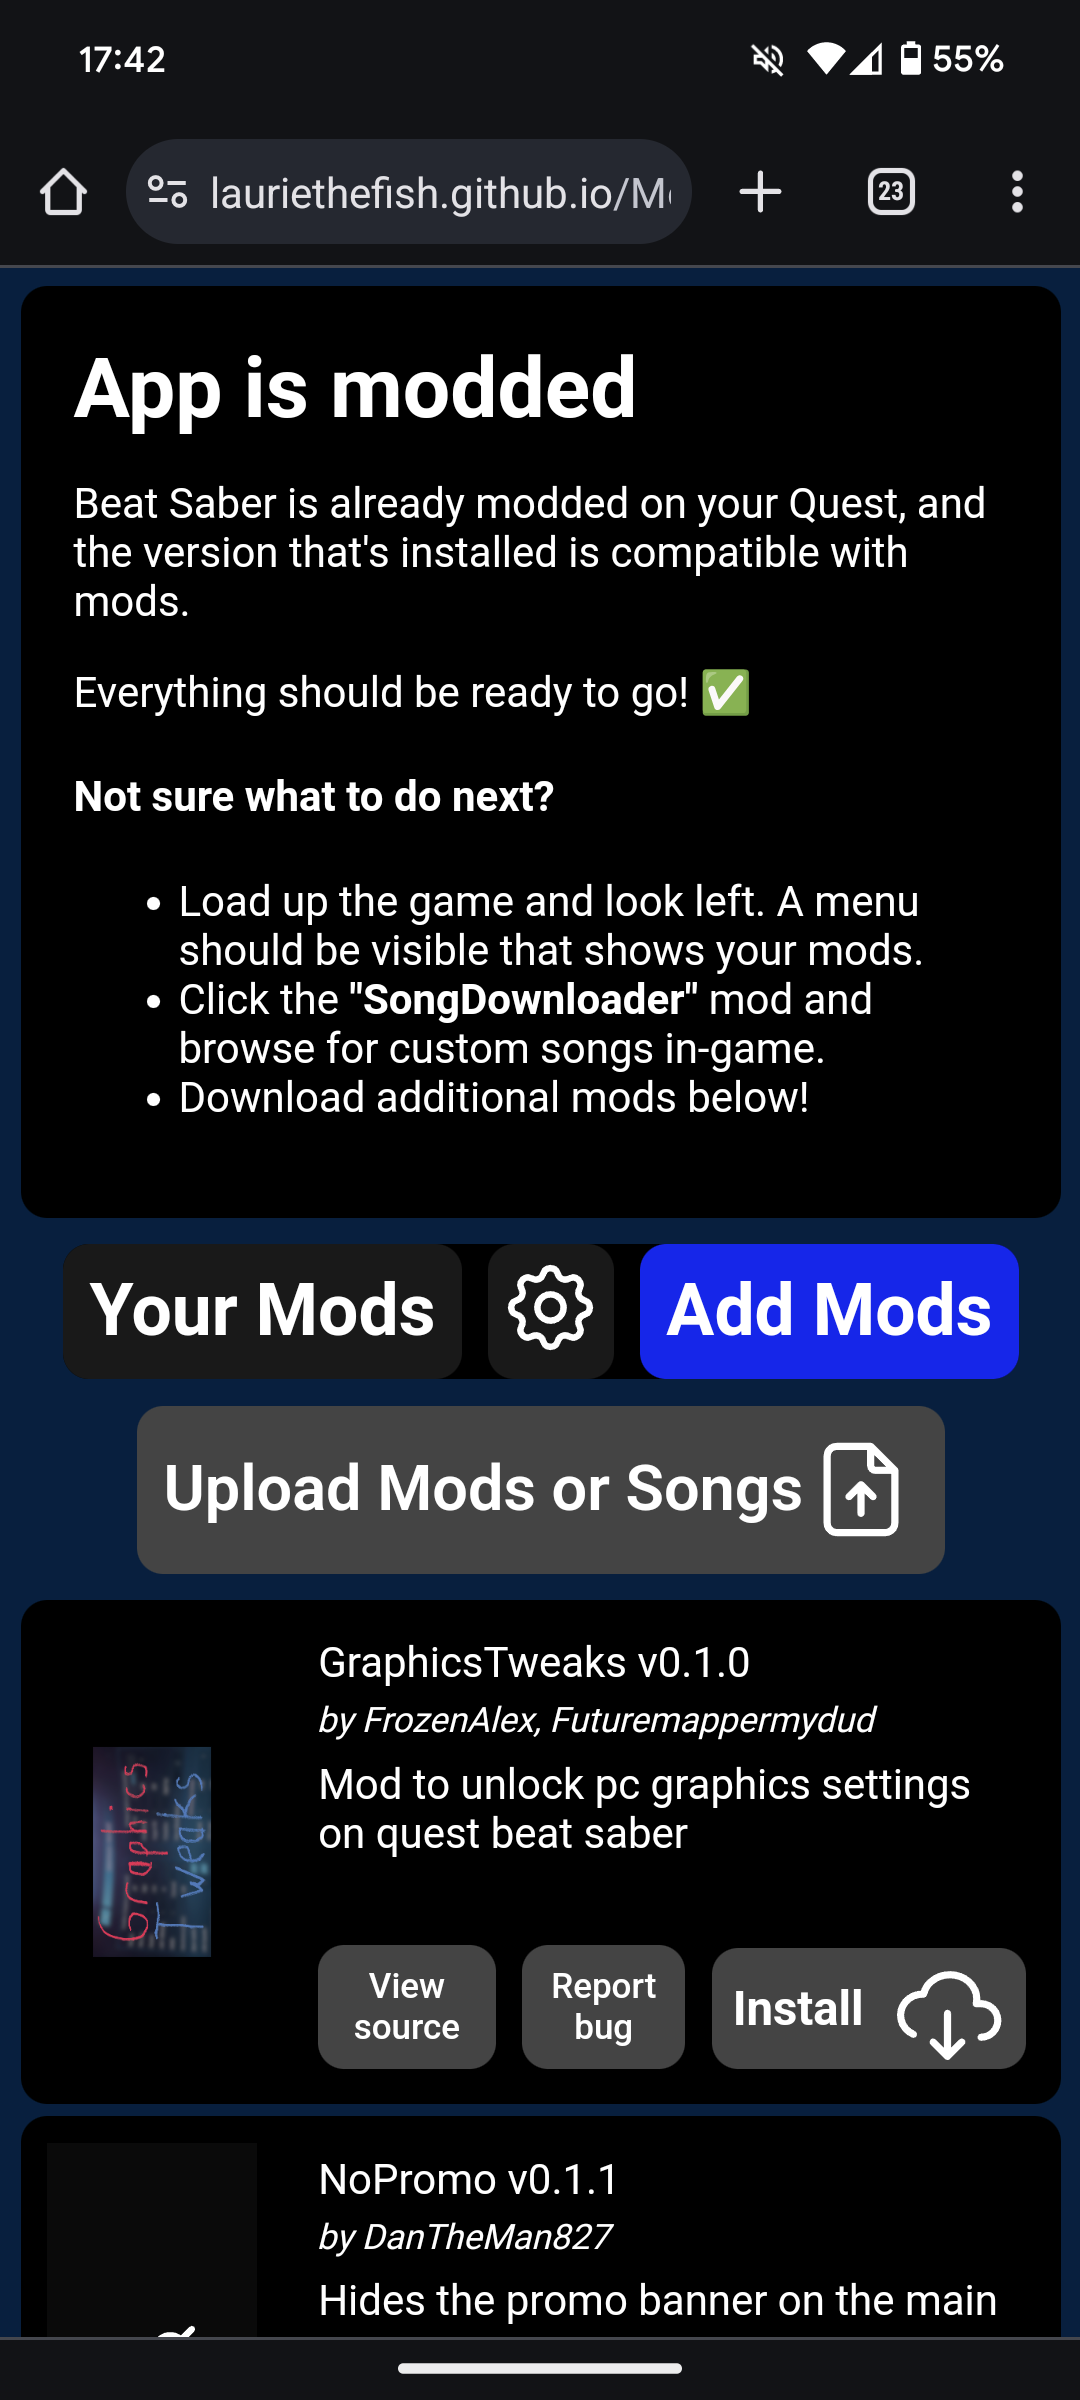 17:42
55%
lauriethefish.github.io/M
23
App is modded
Beat Saber is already modded on your Quest, and
the version that's installed is compatible with
mods.
Everything should be ready to go! ✅
Not sure what to do next?
• Load up the game and look left. A menu
should be visible that shows your mods.
• Click the "SongDownloader" mod and
browse for custom songs in-game.
• Download additional mods below!
Your Mods
Add Mods
Upload Mods or Songs
GraphicsTweaks v0.1.0
by FrozenAlex, Futuremappermydud
Mod to unlock pc graphics settings
on quest beat saber
Graphics
Tweaks
View
source
Report
bug
Install
NoPromo v0.1.1
by DanTheMan827
Hides the promo banner on the main